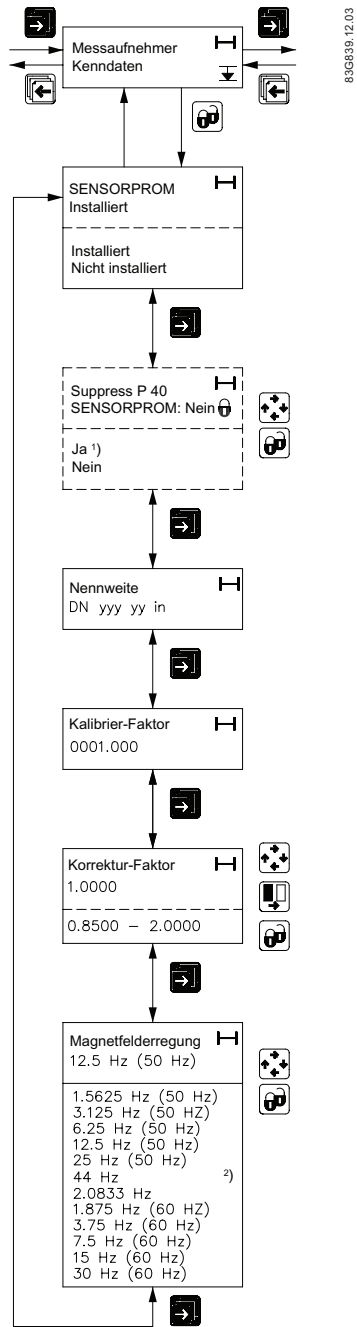 83G839.12.03
Messaufnehmer
Kenndaten
SENSORPROM
Installiert
Installiert
Nicht installiert
Suppress P 40
SENSORPROM: Nein
Ja ¹)
Nein
Nennweite
DN yyy yy in
Kalibrier-Faktor
0001.000
Korrektur-Faktor
1.0000
0.8500 – 2.0000
Magnetfelderregung
12.5 Hz (50 Hz)
1.5625 Hz (50 Hz)
3.125 Hz (50 HZ)
6.25 Hz (50 Hz)
12.5 Hz (50 Hz)
25 Hz (50 Hz)
44 Hz ²)
2.0833 Hz
1.875 Hz (60 HZ)
3.75 Hz (60 Hz)
7.5 Hz (60 Hz)
15 Hz (60 Hz)
30 Hz (60 Hz)